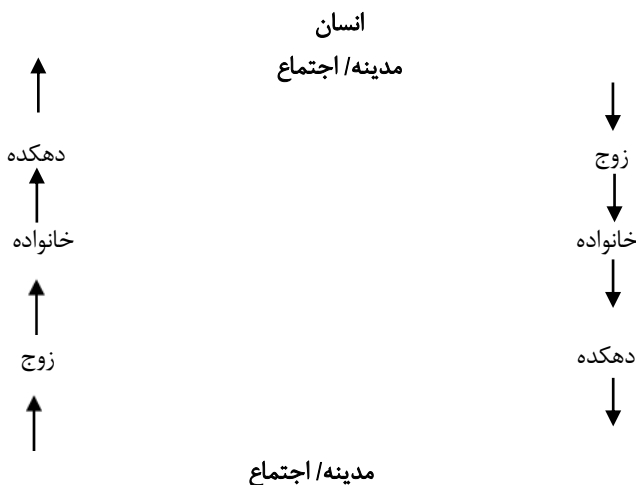 انسان
مدینه/ اجتماع
زوج
دهکده
خانواده
خانواده
دهکده
زوج
مدینه/ اجتماع